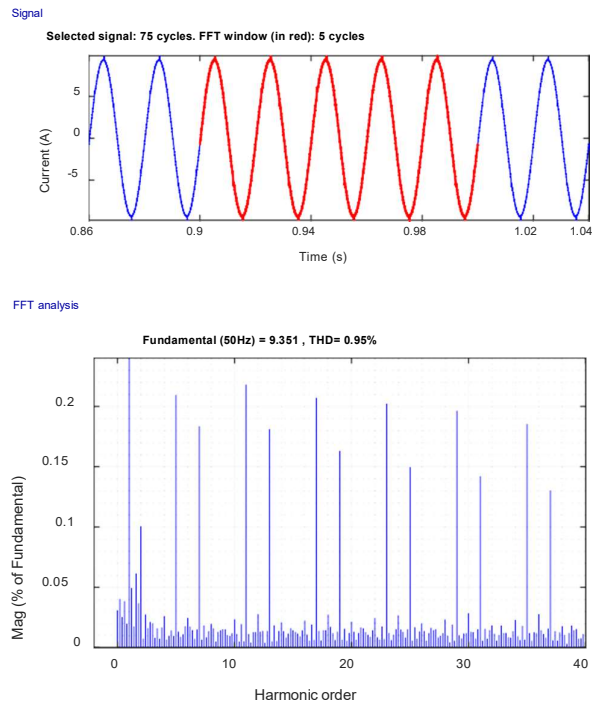 Signal
Selected signal: 75 cycles. FFT window (in red): 5 cycles
5
0
-5
Current (A)
0.86 0.9 0.94 0.98 1.02 1.04
Time (s)
FFT analysis
Fundamental (50Hz) = 9.351 , THD= 0.95%
0.2
0.15
0.1
0.05
0
Mag (% of Fundamental)
0 10 20 30 40
Harmonic order